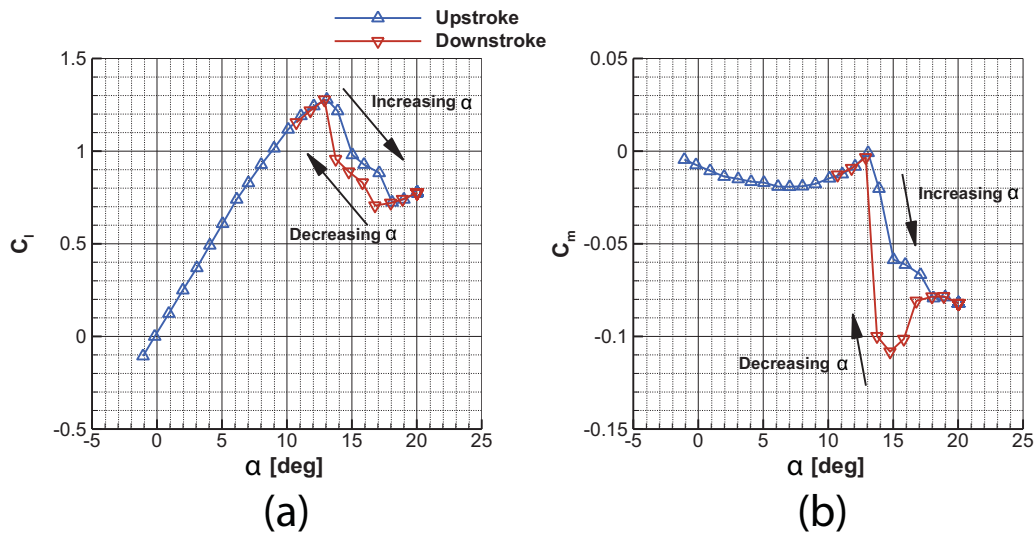 Upstroke
Downstroke
1.5
1
0.5
0
-0.5
C_l
-5
0
5
10
15
20
25
α [deg]
Increasing α
Decreasing α
(a)
0.05
0
-0.05
-0.1
-0.15
C_m
-5
0
5
10
15
20
25
α [deg]
Increasing α
Decreasing α
(b)